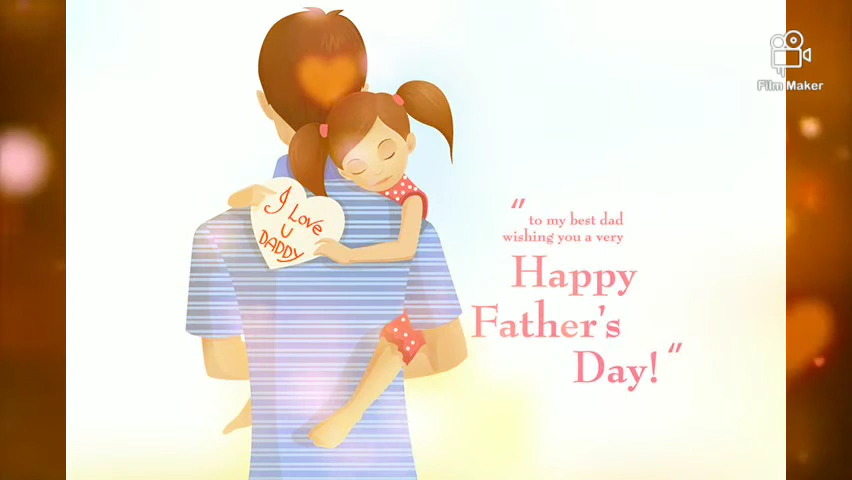 I Love
U
DADDY
“ to my best dad
wishing you a very
Happy
Father's
Day! ”
Film Maker